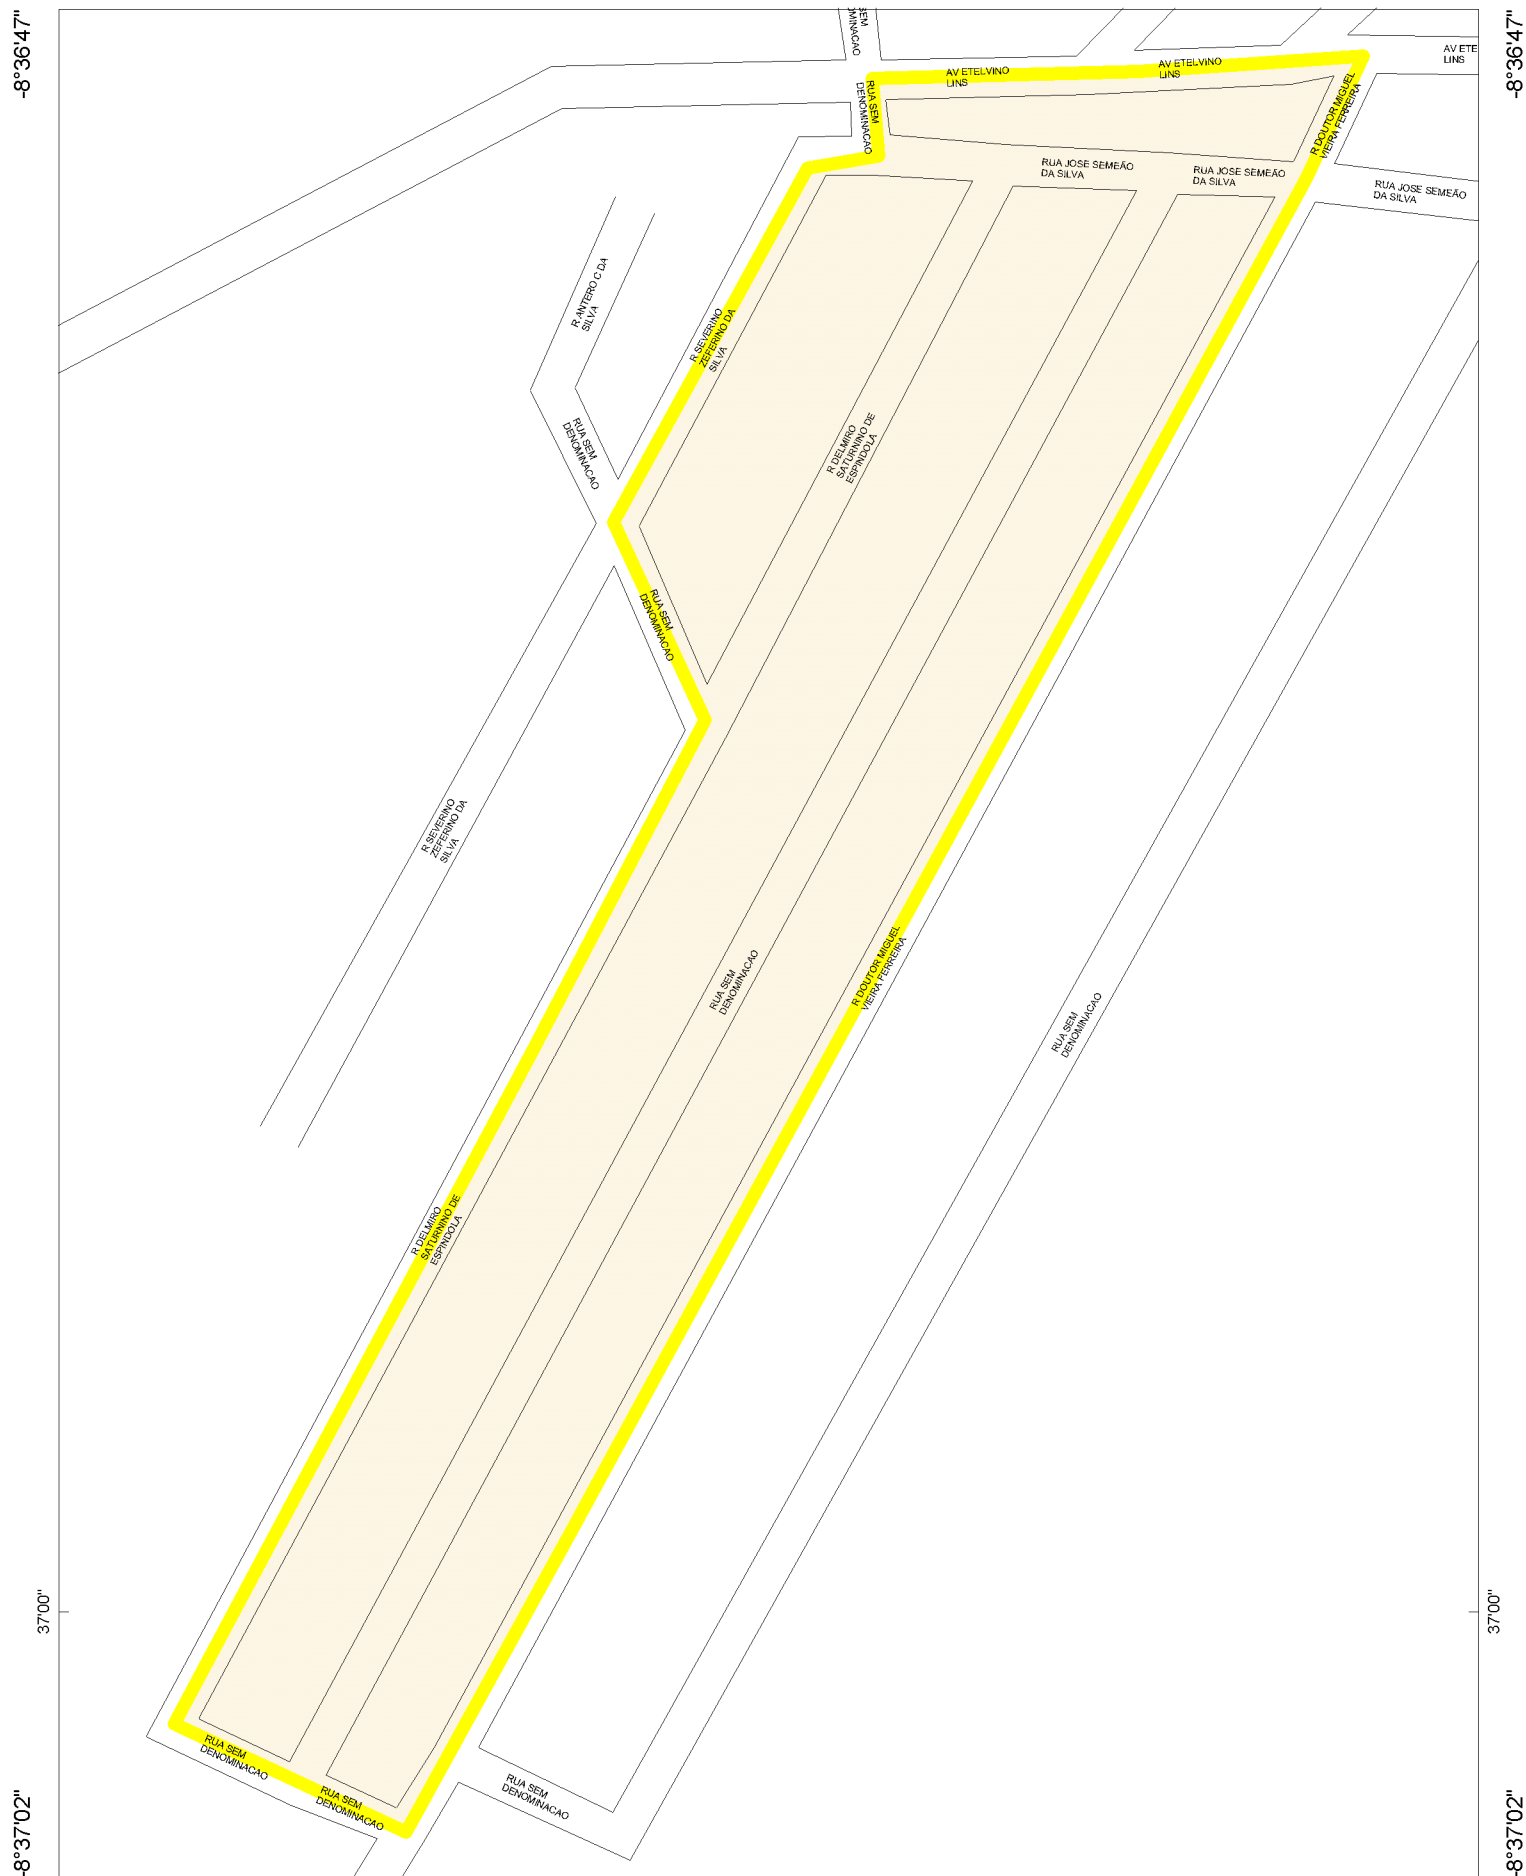 -8°36'47"
-8°36'47"
SEM
OMINACAO
AV ETE
LINS
AV ETELVINO
LINS
AV ETELVINO
LINS
RUA SEM
DENOMINACAO
R DOUTOR MIGUEL
VIEIRA FERREIRA
RUA JOSE SEMEÃO
DA SILVA
RUA JOSE SEMEÃO
DA SILVA
RUA JOSE SEMEÃO
DA SILVA
R ANTERO C DA
SILVA
R SEVERINO
ZEFERINO DA
SILVA
RUA SEM
DENOMINACAO
R DELMIRO
SATURNINO DE
ESPINDOLA
RUA SEM
DENOMINACAO
R SEVERINO
ZEFERINO DA
SILVA
RUA SEM
DENOMINACAO
R DOUTOR MIGUEL
VIEIRA FERREIRA
RUA SEM
DENOMINACAO
R DELMIRO
SATURNINO DE
ESPINDOLA
37'00"
37'00"
RUA SEM
DENOMINACAO
RUA SEM
DENOMINACAO
RUA SEM
DENOMINACAO
-8°37'02"
-8°37'02"